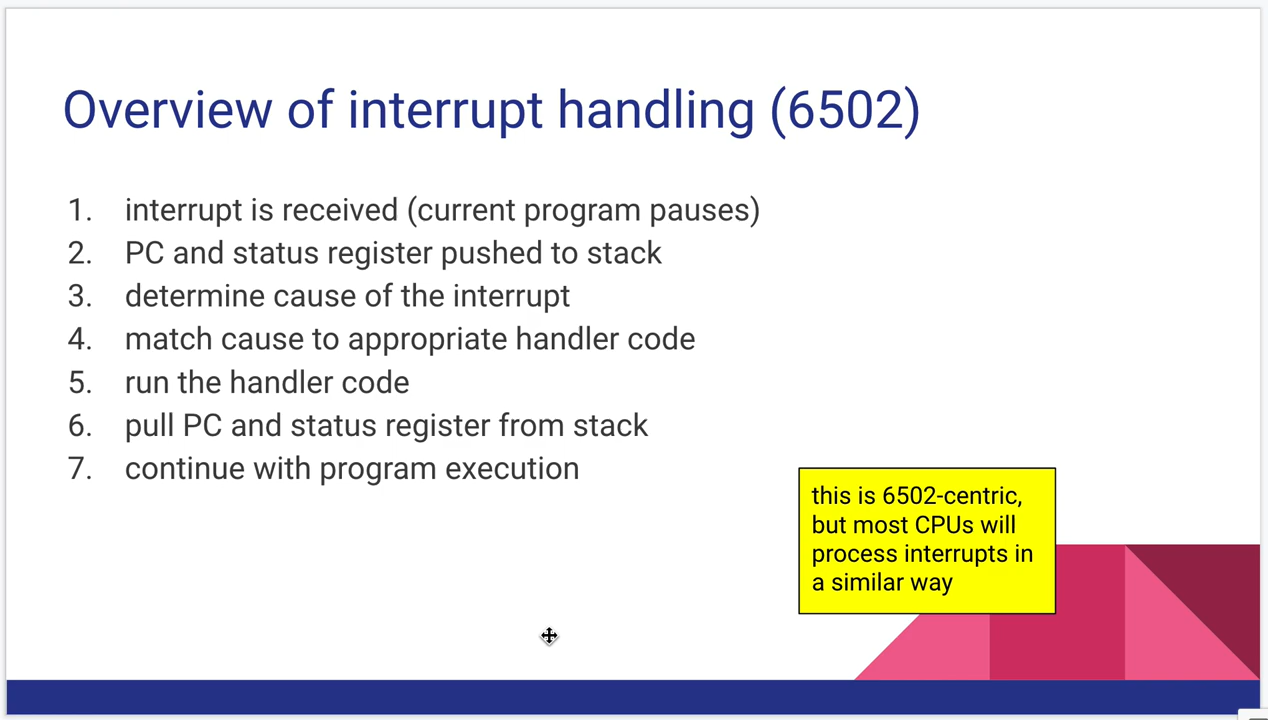 Overview of interrupt handling (6502)
1. interrupt is received (current program pauses)
2. PC and status register pushed to stack
3. determine cause of the interrupt
4. match cause to appropriate handler code
5. run the handler code
6. pull PC and status register from stack
7. continue with program execution
this is 6502-centric,
but most CPUs will
process interrupts in
a similar way